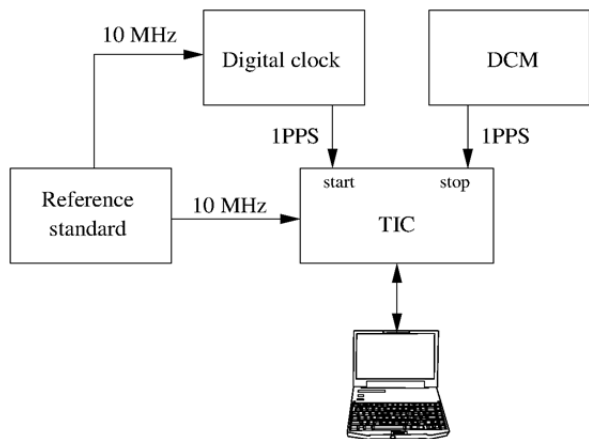 10 MHz
Digital clock
DCM
1PPS
1PPS
Reference
standard
10 MHz
start
stop
TIC